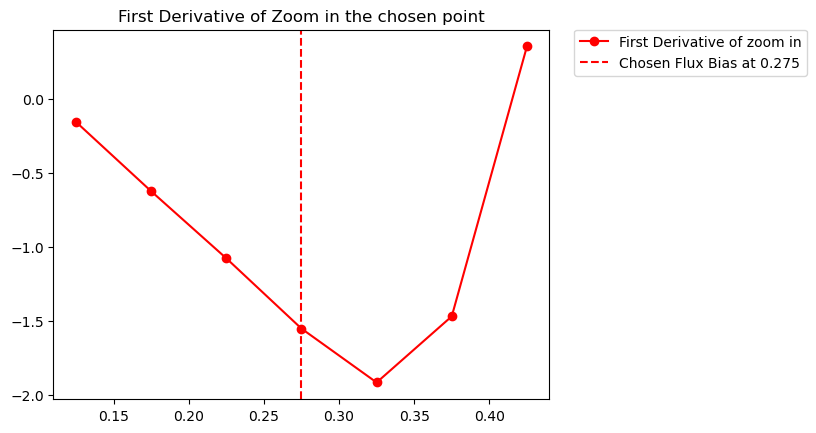 First Derivative of Zoom in the chosen point
First Derivative of zoom in
Chosen Flux Bias at 0.275
0.0
−0.5
−1.0
−1.5
−2.0
0.15 0.20 0.25 0.30 0.35 0.40